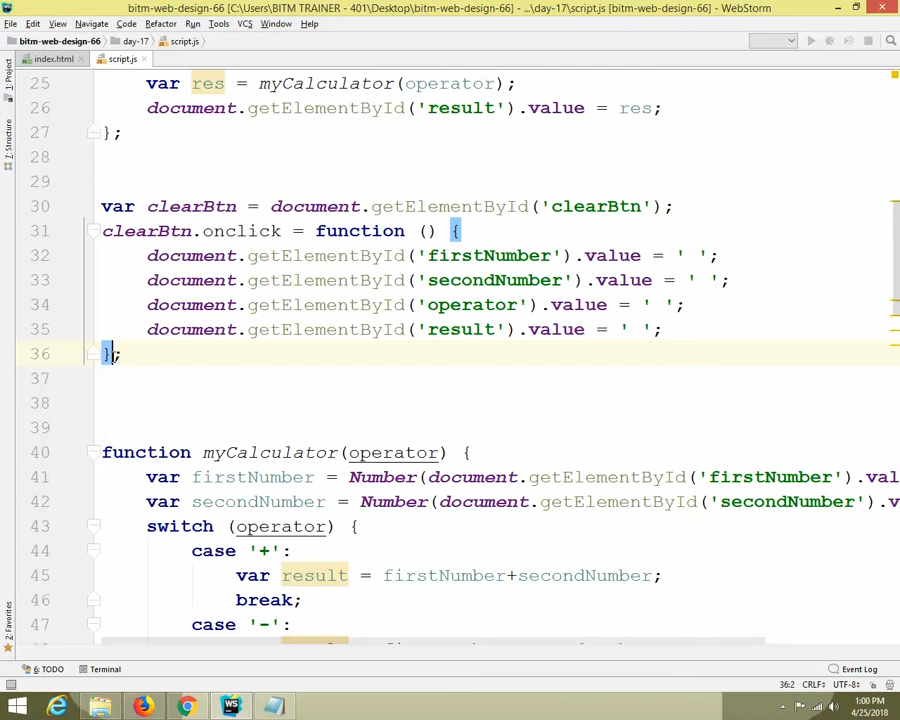 bitm-web-design-66 [C:\Users\BITM TRAINER - 401\Desktop\bitm-web-design-66] - ...\day-17\script.js - WebStorm
File Edit View Navigate Code Refactor Run Tools VCS Window Help
bitm-web-design-66 day-17 script.js
index.html script.js
1: Project
7: Structure
2: Favorites
25 var res = myCalculator(operator);
26 document.getElementById('result').value = res;
27 };
28
29
30 var clearBtn = document.getElementById('clearBtn');
31 clearBtn.onclick = function () {
32 document.getElementById('firstNumber').value = ' ';
33 document.getElementById('secondNumber').value = ' ';
34 document.getElementById('operator').value = ' ';
35 document.getElementById('result').value = ' ';
36 };
37
38
39
40 function myCalculator(operator) {
41 var firstNumber = Number(document.getElementById('firstNumber').val
42 var secondNumber = Number(document.getElementById('secondNumber').v
43 switch (operator) {
44 case '+':
45 var result = firstNumber+secondNumber;
46 break;
47 case '-':
6: TODO Terminal Event Log
36:2 CRLF÷ UTF-8÷
1:00 PM
4/25/2018